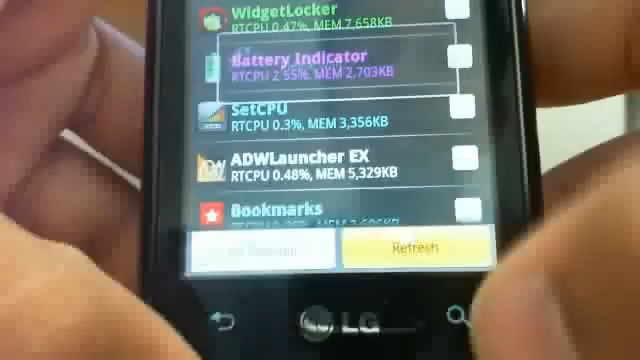 WidgetLocker
RTCPU 0.47%, MEM 7,658KB
Battery Indicator
RTCPU 2.55%, MEM 2,703KB
SetCPU
RTCPU 0.3%, MEM 3,356KB
ADWLauncher EX
RTCPU 0.48%, MEM 5,329KB
Bookmarks
Refresh
LG